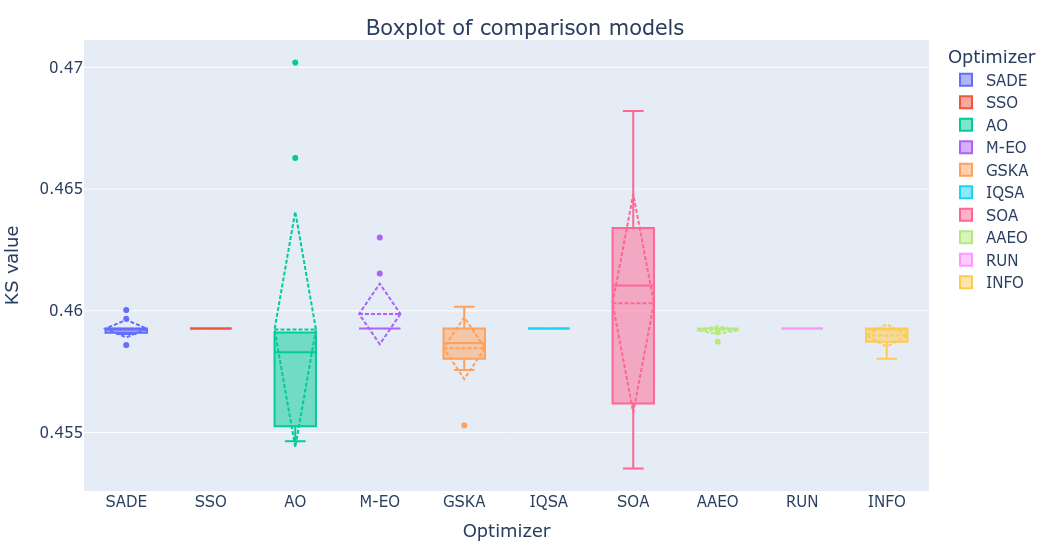 Boxplot of comparison models
KS value
0.47
0.465
0.46
0.455
SADE
SSO
AO
M-EO
GSKA
IQSA
SOA
AAEO
RUN
INFO
Optimizer
Optimizer
SADE
SSO
AO
M-EO
GSKA
IQSA
SOA
AAEO
RUN
INFO